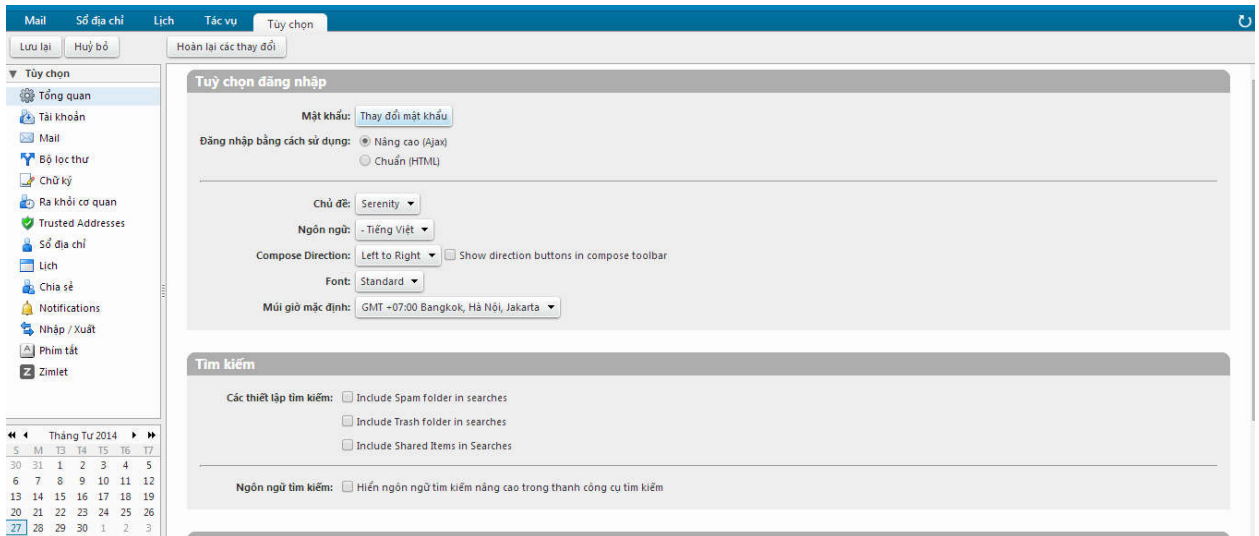 Mail Sổ địa chỉ Lịch Tác vụ Tùy chọn
Lưu lại Huỷ bỏ Hoàn lại các thay đổi
Tùy chọn
Tổng quan
Tài khoản
Mail
Bộ lọc thư
Chữ ký
Ra khỏi cơ quan
Trusted Addresses
Sổ địa chỉ
Lịch
Chia sẻ
Notifications
Nhập / Xuất
Phím tắt
Zimlet
Tháng Tư 2014
S M T3 T4 T5 T6 T7
30 31 1 2 3 4 5
6 7 8 9 10 11 12
13 14 15 16 17 18 19
20 21 22 23 24 25 26
27 28 29 30 1 2 3
Tuỳ chọn đăng nhập
Mật khẩu: Thay đổi mật khẩu
Đăng nhập bằng cách sử dụng: Nâng cao (Ajax)
Chuẩn (HTML)
Chủ đề: Serenity
Ngôn ngữ: - Tiếng Việt
Compose Direction: Left to Right Show direction buttons in compose toolbar
Font: Standard
Múi giờ mặc định: GMT +07:00 Bangkok, Hà Nội, Jakarta
Tìm kiếm
Các thiết lập tìm kiếm: Include Spam folder in searches
Include Trash folder in searches
Include Shared Items in Searches
Ngôn ngữ tìm kiếm: Hiển ngôn ngữ tìm kiếm nâng cao trong thanh công cụ tìm kiếm